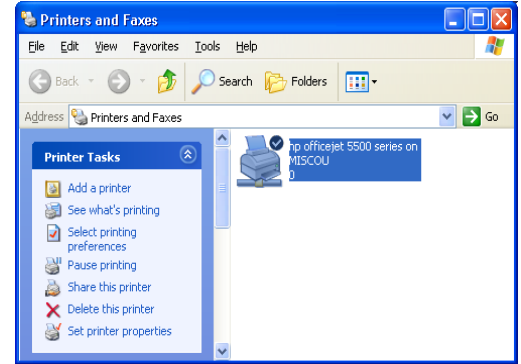 Printers and Faxes
File Edit View Favorites Tools Help
Back Search Folders
Address Printers and Faxes Go
Printer Tasks
Add a printer
See what's printing
Select printing
preferences
Pause printing
Share this printer
Delete this printer
Set printer properties
hp officejet 5500 series on
MISCOU
0